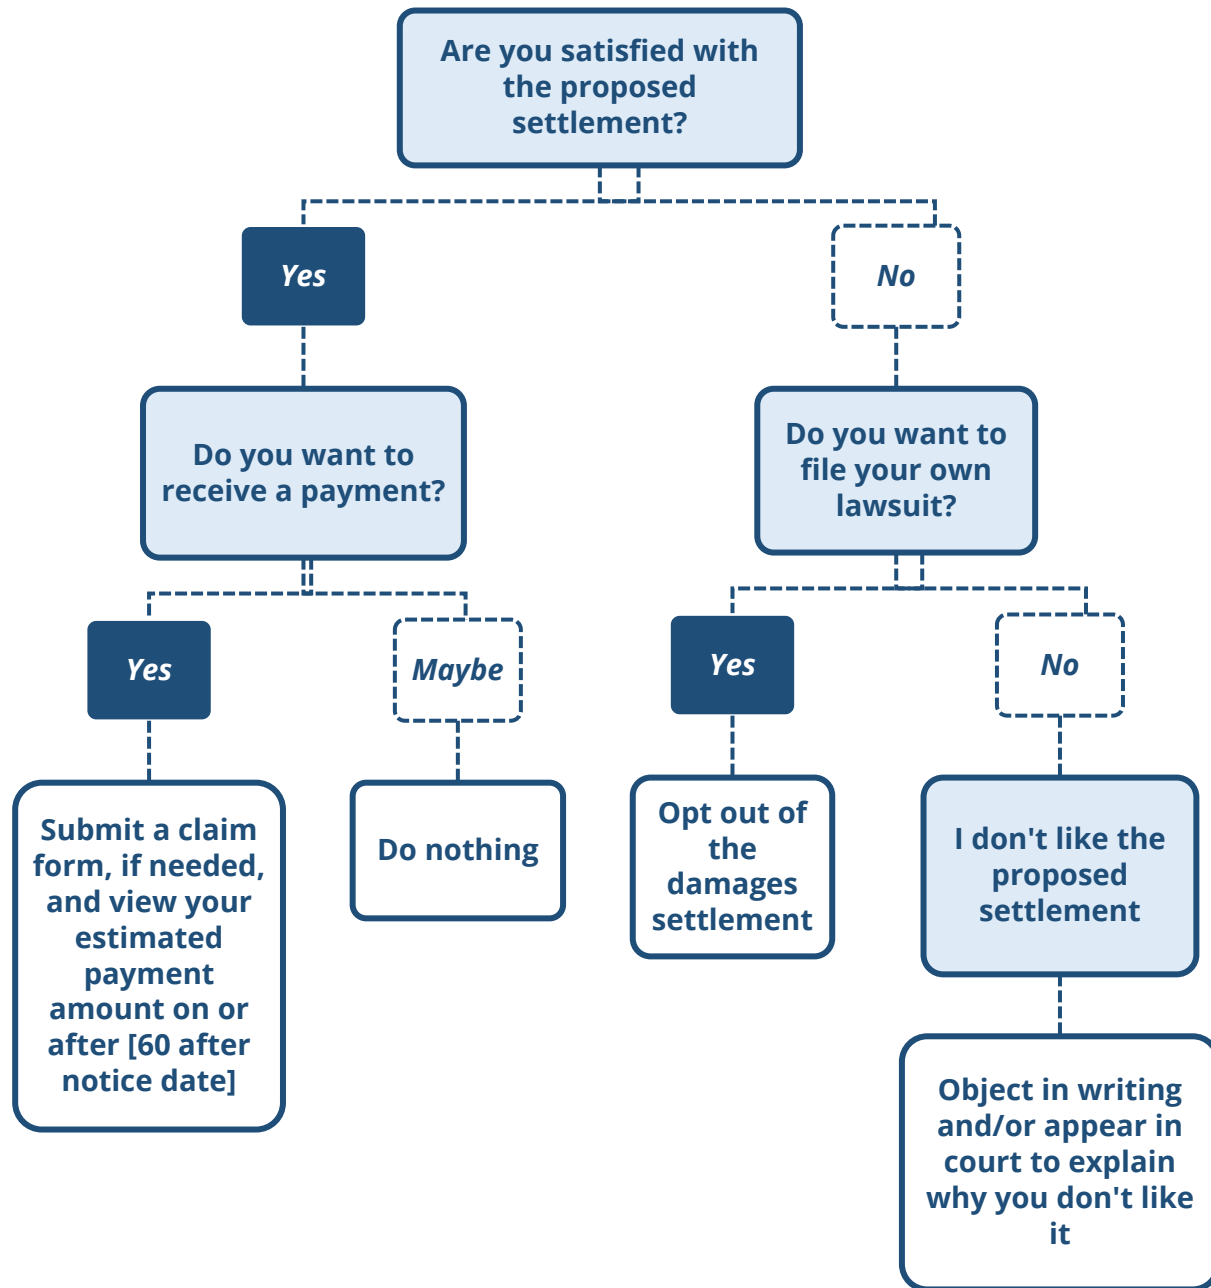 Are you satisfied with
the proposed
settlement?
Yes
No
Do you want to
receive a payment?
Do you want to
file your own
lawsuit?
Yes
Maybe
Yes
No
Submit a claim
form, if needed,
and view your
estimated
payment
amount on or
after [60 after
notice date]
Do nothing
Opt out of
the
damages
settlement
I don't like the
proposed
settlement
Object in writing
and/or appear in
court to explain
why you don't like
it